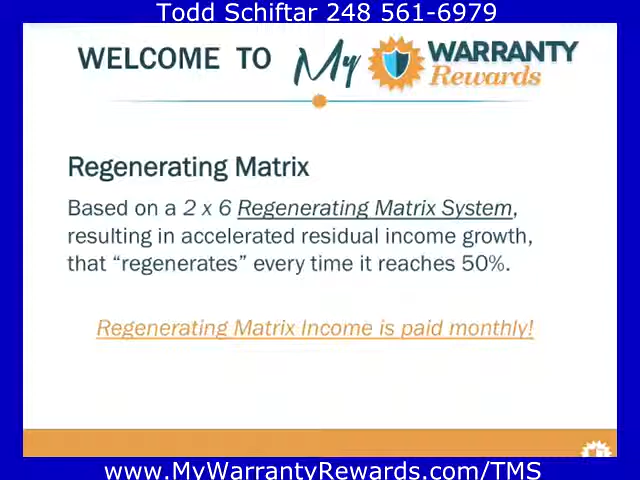 Todd Schiftar 248 561-6979
WELCOME TO My WARRANTY
Rewards
Regenerating Matrix
Based on a 2 x 6 Regenerating Matrix System,
resulting in accelerated residual income growth,
that “regenerates” every time it reaches 50%.
Regenerating Matrix Income is paid monthly!
www.MyWarrantyRewards.com/TMS